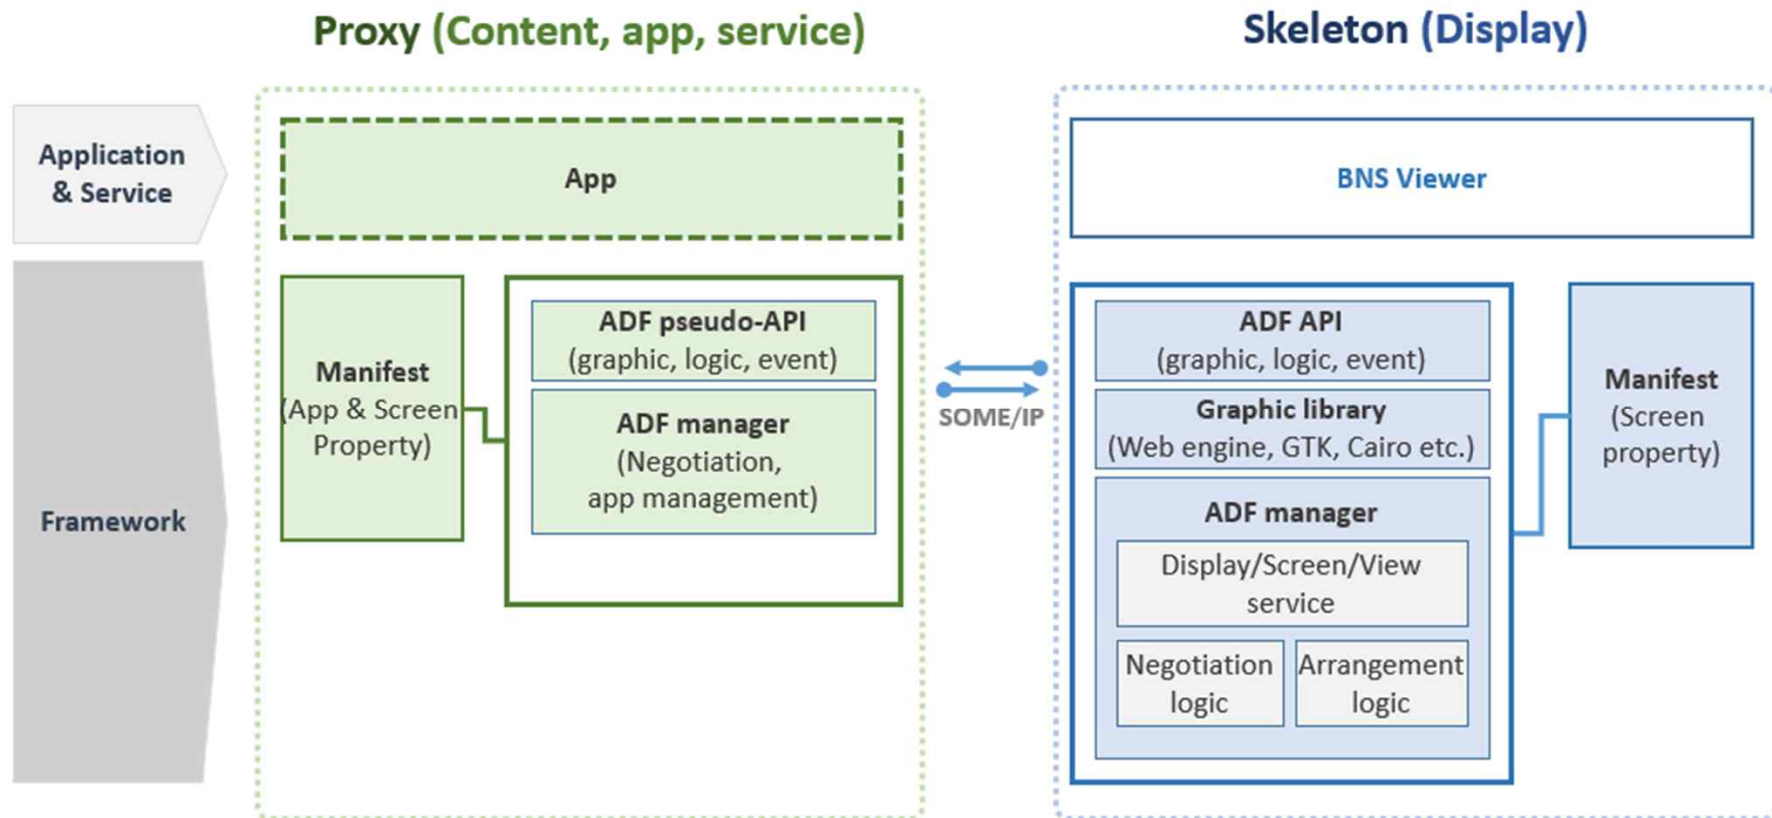 Proxy (Content, app, service)
Skeleton (Display)
Application
& Service
App
BNS Viewer
Framework
Manifest
(App & Screen
Property)
ADF pseudo-API
(graphic, logic, event)
ADF manager
(Negotiation,
app management)
SOME/IP
ADF API
(graphic, logic, event)
Graphic library
(Web engine, GTK, Cairo etc.)
ADF manager
Display/Screen/View
service
Negotiation
logic
Arrangement
logic
Manifest
(Screen
property)